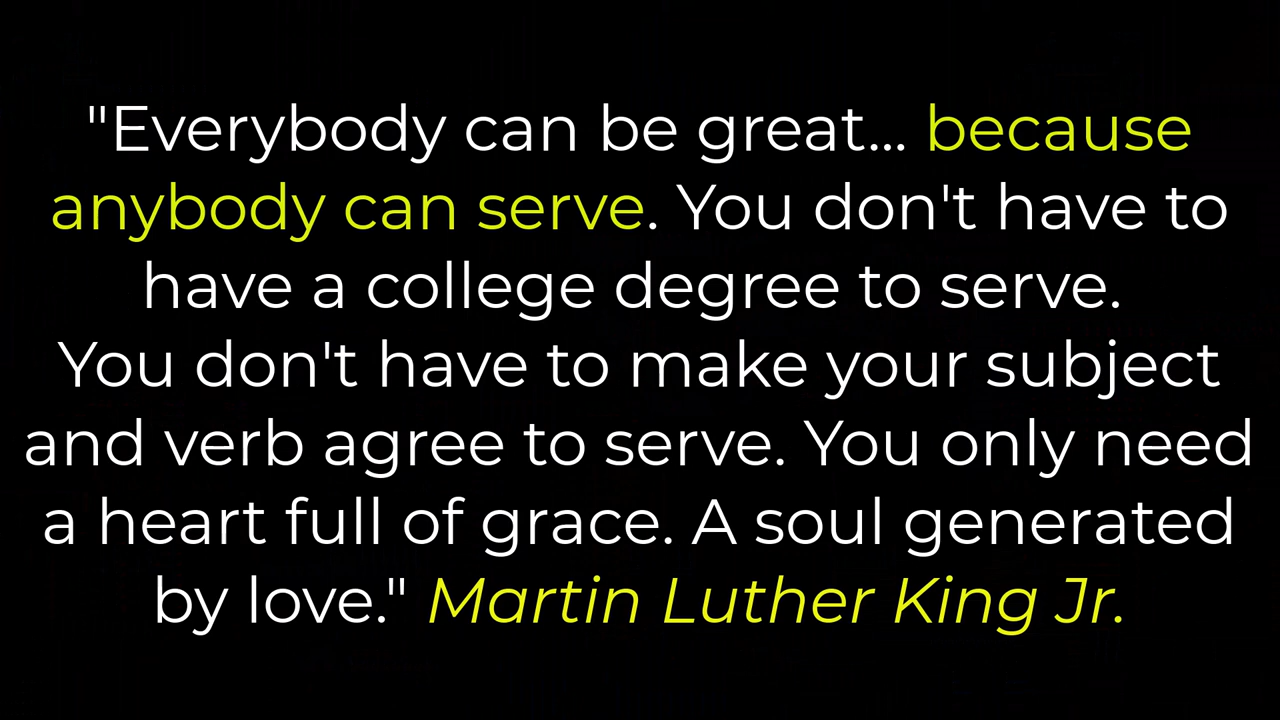 "Everybody can be great... because
anybody can serve. You don't have to
have a college degree to serve.
You don't have to make your subject
and verb agree to serve. You only need
a heart full of grace. A soul generated
by love." Martin Luther King Jr.